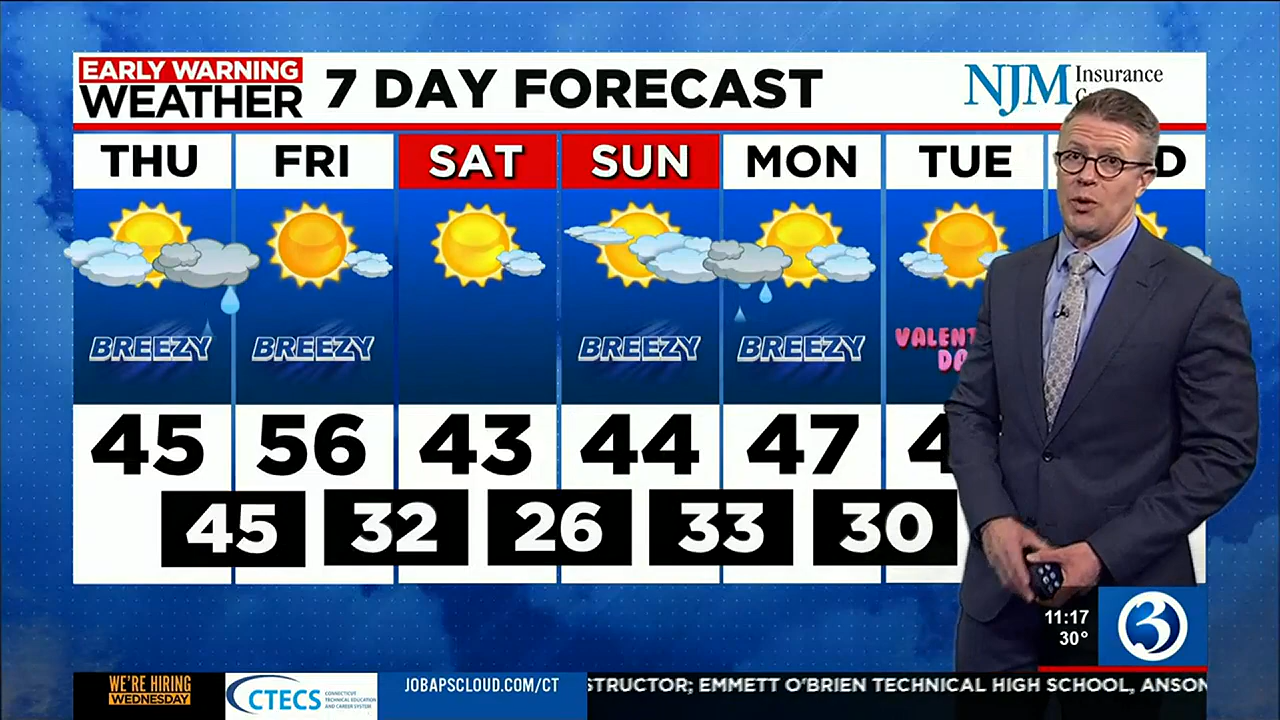 EARLY WARNING
WEATHER
7 DAY FORECAST
NJM Insurance
THU FRI SAT SUN MON TUE
BREEZY BREEZY BREEZY BREEZY
45 56 43 44 47
45 32 26 33 30
11:17
30°
3
WE'RE HIRING
WEDNESDAY
CTECS
CONNECTICUT
TECHNICAL EDUCATION
AND CAREER SYSTEM
JOBAPSCLOUD.COM/CT
STRUCTOR; EMMETT O'BRIEN TECHNICAL HIGH SCHOOL, ANSON